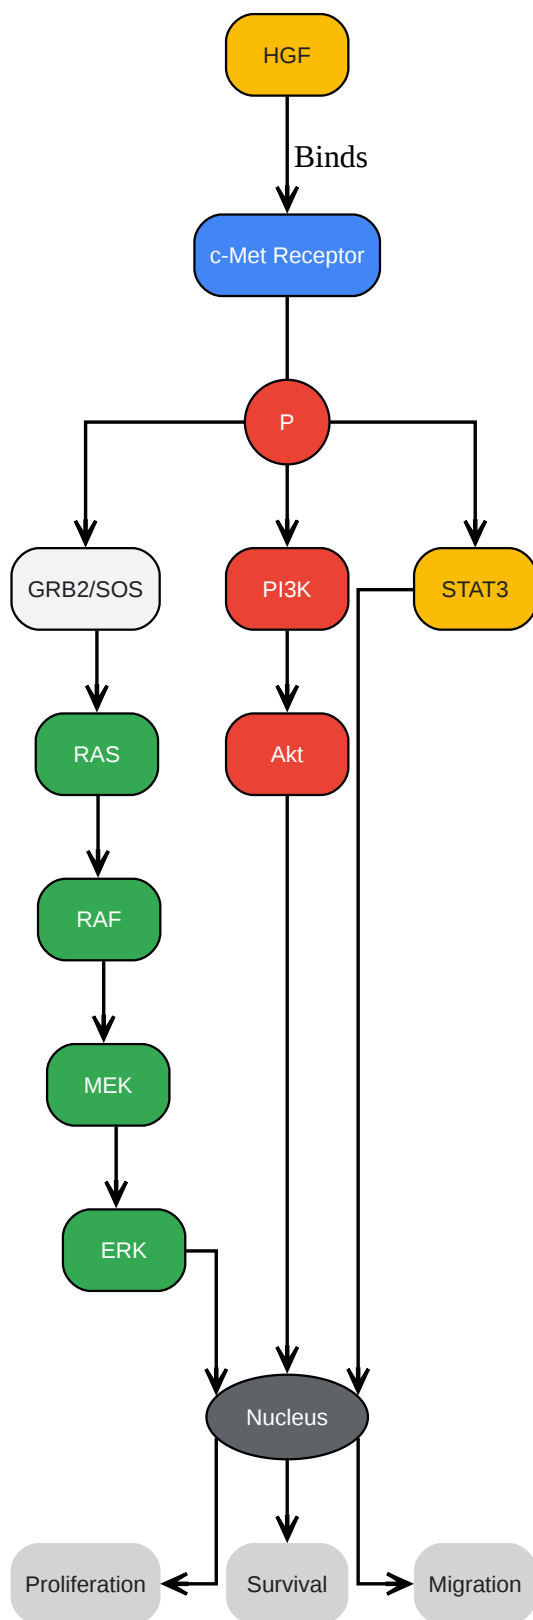 HGF
Binds
c-Met Receptor
P
GRB2/SOS
PI3K
STAT3
RAS
Akt
RAF
MEK
ERK
Nucleus
Proliferation
Survival
Migration